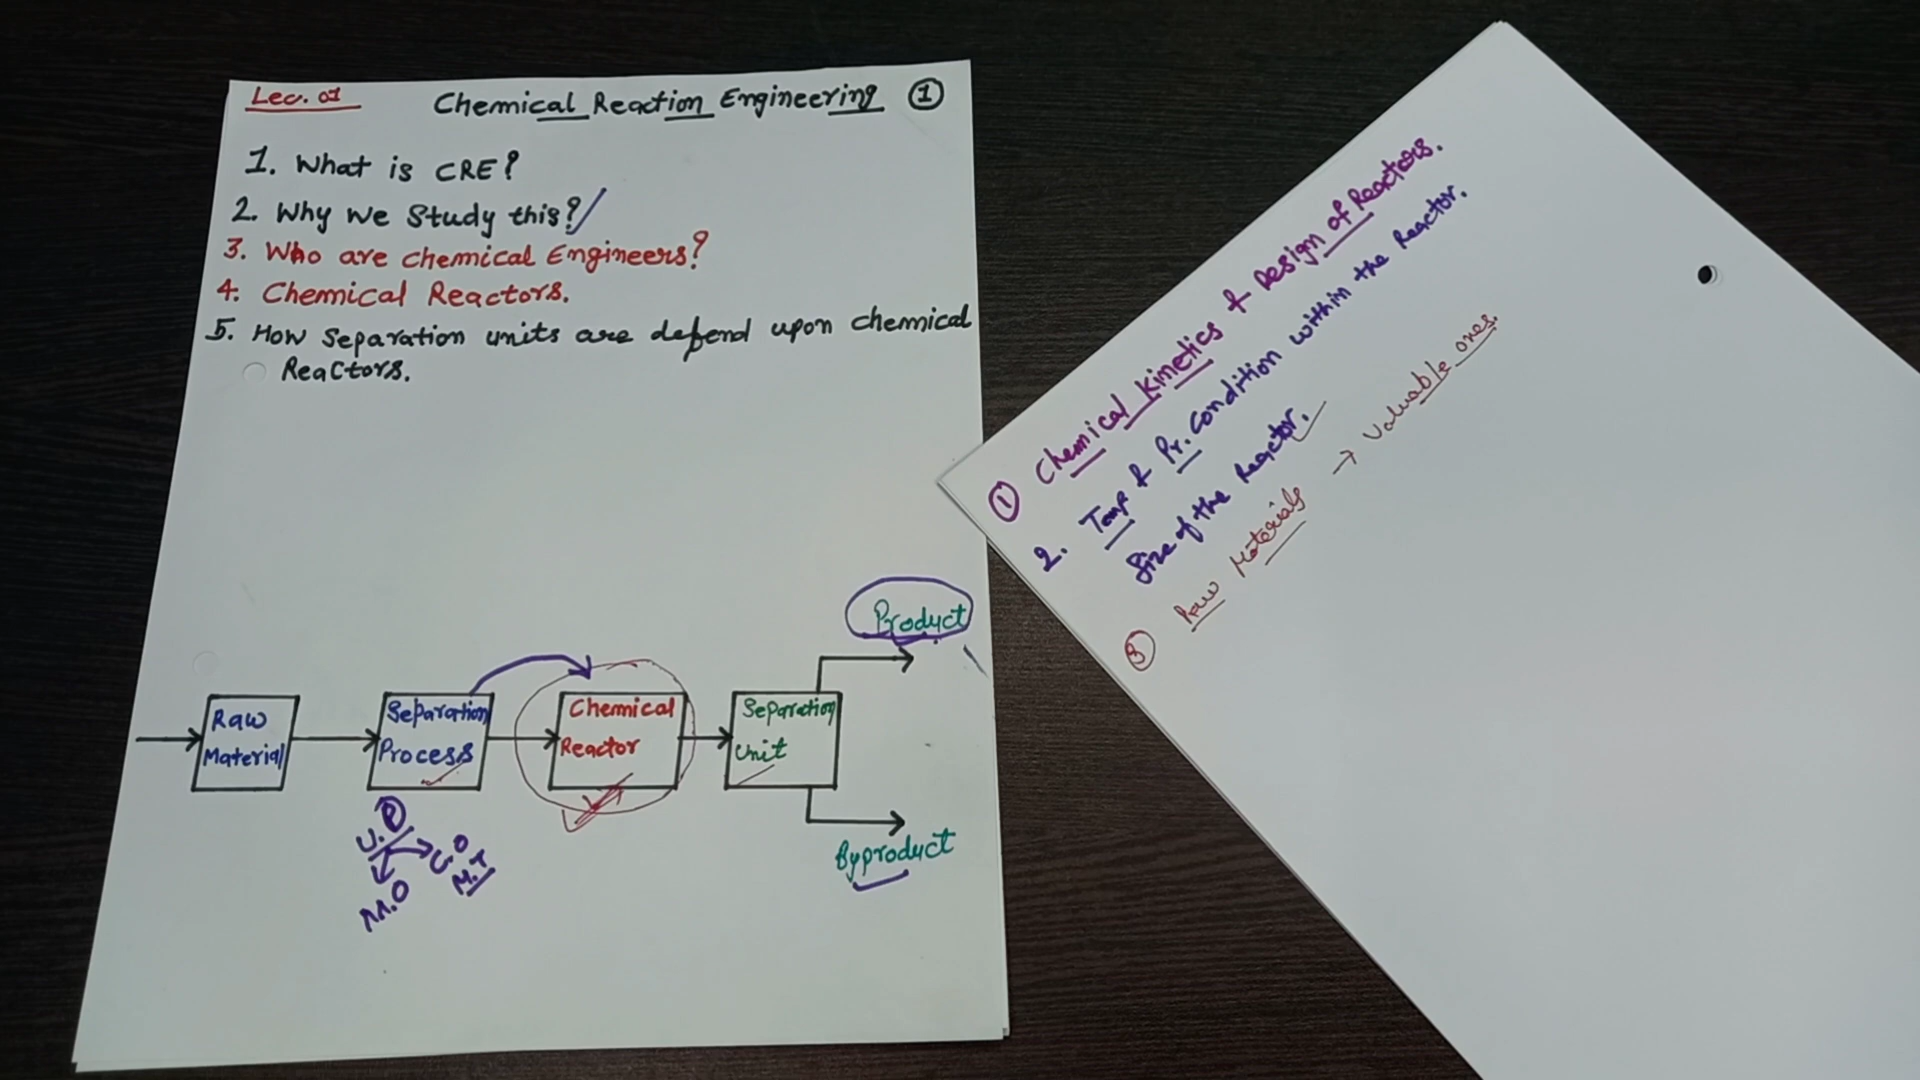 Lec. 01
Chemical Reaction Engineering ①
1. What is CRE?
2. Why We Study this?
3. Who are chemical Engineers?
4. Chemical Reactors.
5. How Separation units are depend upon chemical
Reactors.
Product
Raw
Material
Separation
Process
Chemical
Reactor
Separation
Unit
Byproduct
M.O
M.T
① Chemical Kinetics & Design of Reactors.
2. Temp & Pr. Condition within the Reactor.
Size of the Reactor.
③ Raw Materials → Valuable ones.